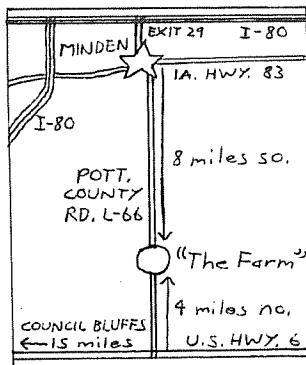 EXIT 29 I-80
MINDEN
IA. HWY. 83
I-80
8 miles so.
POTT.
COUNTY
RD. L-66
"The Farm"
4 miles no.
COUNCIL BLUFFS U.S. HWY. 6
←15 miles